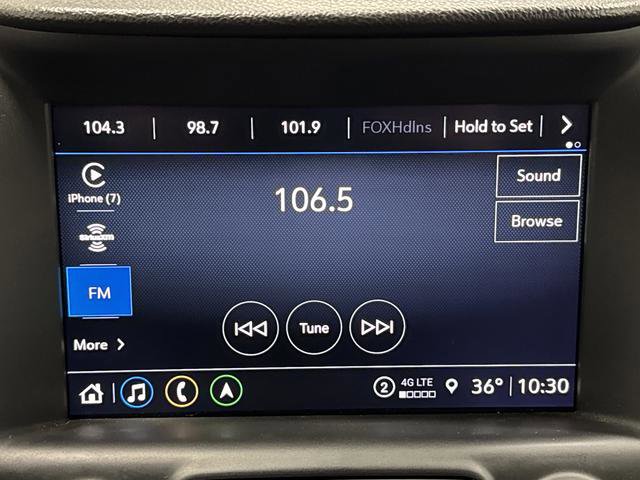 104.3 98.7 101.9 FOXHdlns Hold to Set
iPhone (7)
106.5
Sound
Browse
SiriusXM
FM
Tune
More
2 4G LTE 36° 10:30